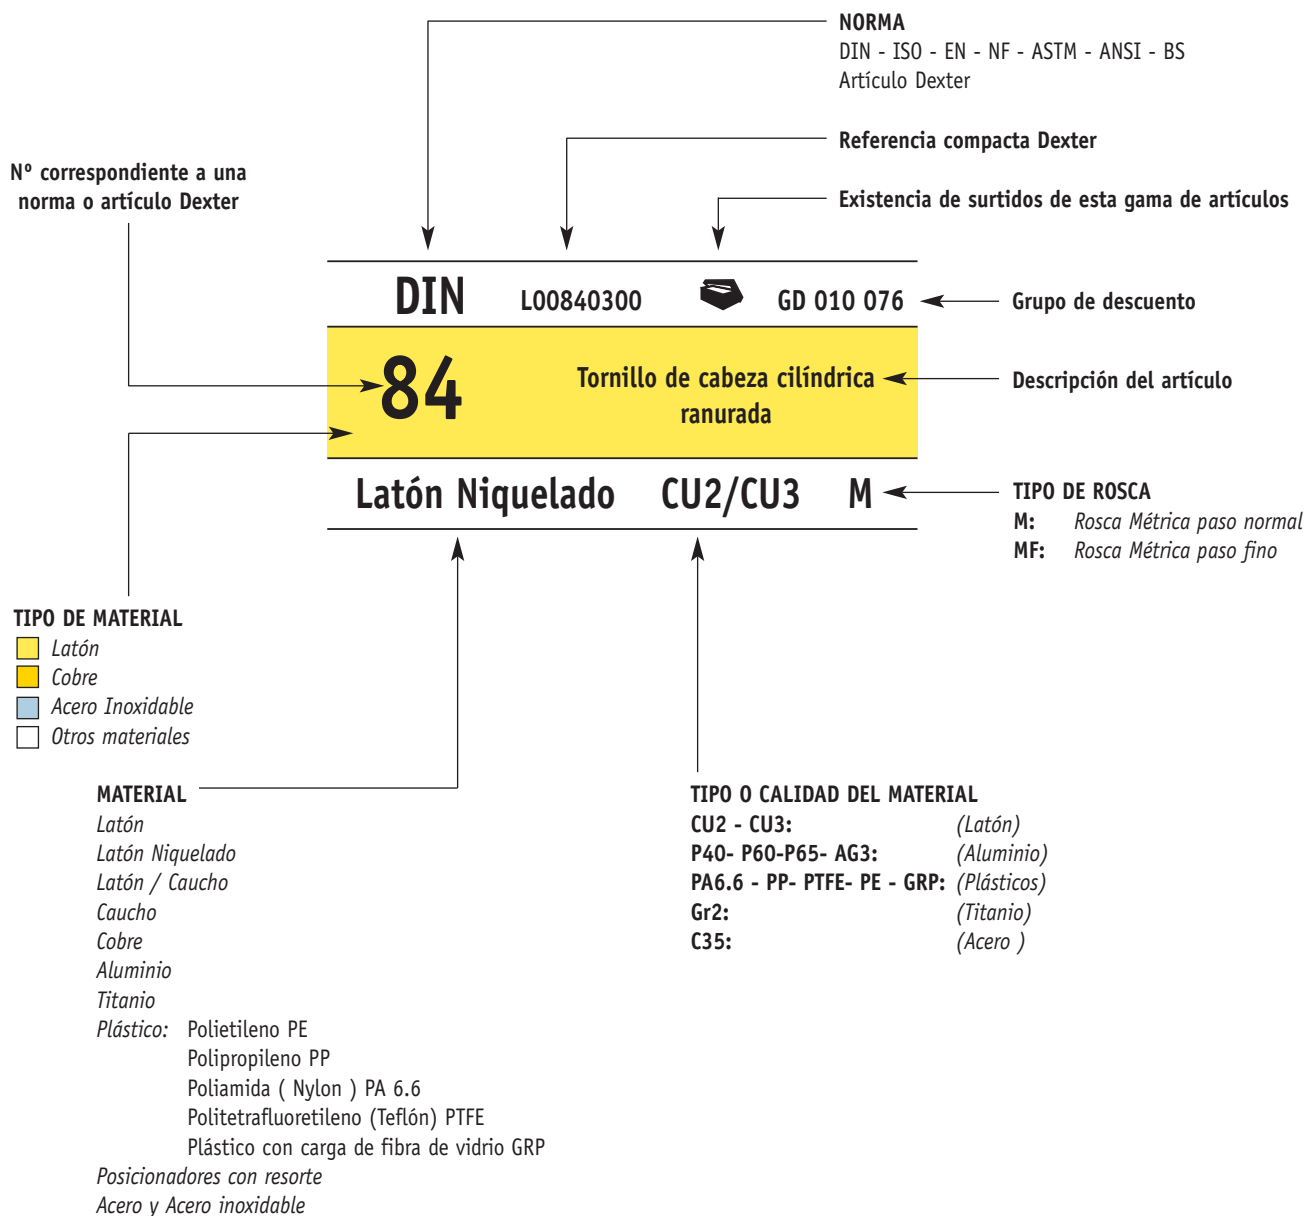 NORMA
DIN - ISO - EN - NF - ASTM - ANSI - BS
Artículo Dexter
Referencia compacta Dexter
Nº correspondiente a una
norma o artículo Dexter
Existencia de surtidos de esta gama de artículos
DIN L00840300 GD 010 076
Grupo de descuento
84
Tornillo de cabeza cilíndrica
ranurada
Descripción del artículo
Latón Niquelado CU2/CU3 M
TIPO DE ROSCA
M: Rosca Métrica paso normal
MF: Rosca Métrica paso fino
TIPO DE MATERIAL
Latón
Cobre
Acero Inoxidable
Otros materiales
MATERIAL
Latón
Latón Niquelado
Latón / Caucho
Caucho
Cobre
Aluminio
Titanio
Plástico: Polietileno PE
Polipropileno PP
Poliamida ( Nylon ) PA 6.6
Politetrafluoretileno (Teflón) PTFE
Plástico con carga de fibra de vidrio GRP
Posicionadores con resorte
Acero y Acero inoxidable
TIPO O CALIDAD DEL MATERIAL
CU2 - CU3: (Latón)
P40- P60-P65- AG3: (Aluminio)
PA6.6 - PP- PTFE- PE - GRP: (Plásticos)
Gr2: (Titanio)
C35: (Acero )